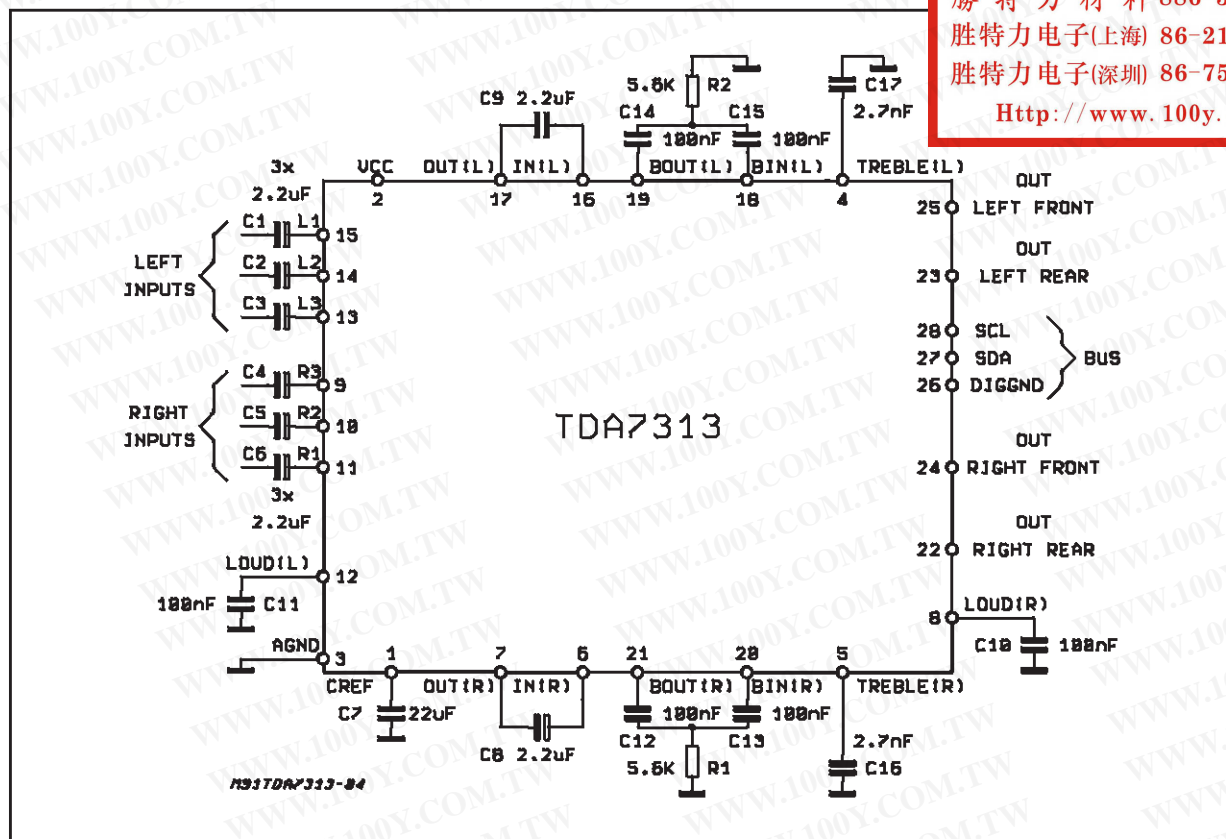 胜特力电子(上海) 86-21
胜特力电子(深圳) 86-75
Http://www.100y.
5.6K R2
C17
2.7nF
C9 2.2uF
C14 C15
100nF 100nF
3x
2.2uF
VCC OUT(L) IN(L) BOUT(L) BIN(L) TREBLE(L)
2 17 16 19 18 4
OUT
25 LEFT FRONT
C1 L1 15
LEFT INPUTS
C2 L2 14
C3 L3 13
OUT
23 LEFT REAR
28 SCL
27 SDA
26 DIGGND
BUS
C4 R3 9
RIGHT INPUTS
C5 R2 10
C6 R1 11
3x
2.2uF
TDA7313
OUT
24 RIGHT FRONT
OUT
22 RIGHT REAR
LOUD(L)
12
100nF C11
8 LOUD(R)
C10 100nF
AGND
3
1 7 6 21 20 5
CREF OUT(R) IN(R) BOUT(R) BIN(R) TREBLE(R)
C7 22uF
C8 2.2uF
100nF 100nF
C12 C13
5.6K R1
2.7nF
C16
M91TDA7313-04
WWW.100Y.COM.TW